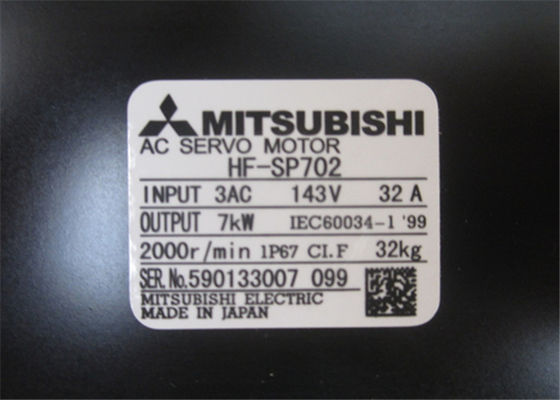 MITSUBISHI
AC SERVO MOTOR
HF-SP702
INPUT 3AC 143V 32 A
OUTPUT 7kW IEC60034-1 '99
2000r/min IP67 CI.F 32kg
SER.No.590133007 099
MITSUBISHI ELECTRIC
MADE IN JAPAN